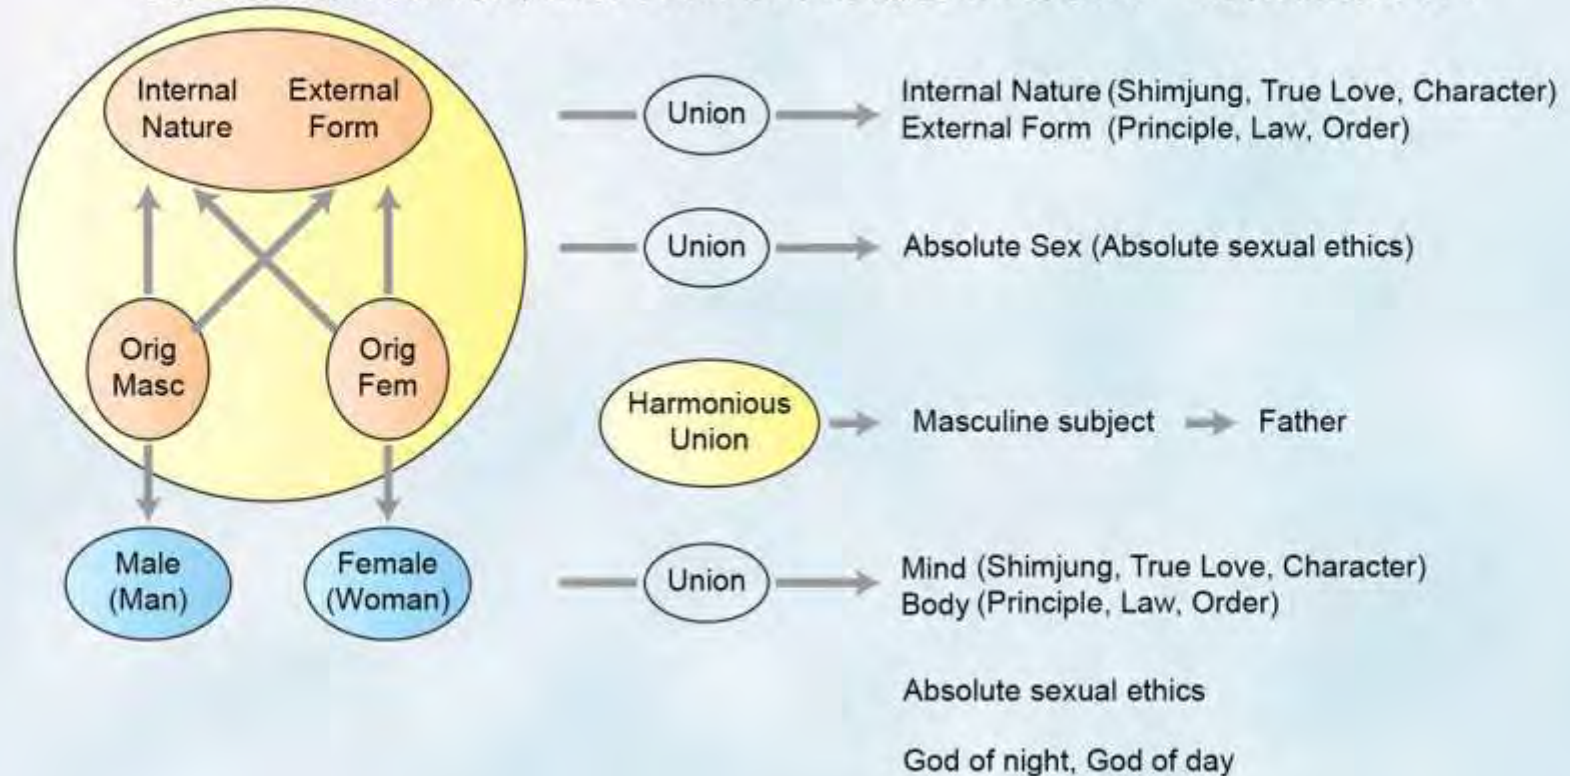 Internal
Nature
External
Form
Orig
Masc
Orig
Fem
Male
(Man)
Female
(Woman)
Union
Internal Nature (Shimjung, True Love, Character)
External Form (Principle, Law, Order)
Union
Absolute Sex (Absolute sexual ethics)
Harmonious
Union
Masculine subject
Father
Union
Mind (Shimjung, True Love, Character)
Body (Principle, Law, Order)
Absolute sexual ethics
God of night, God of day